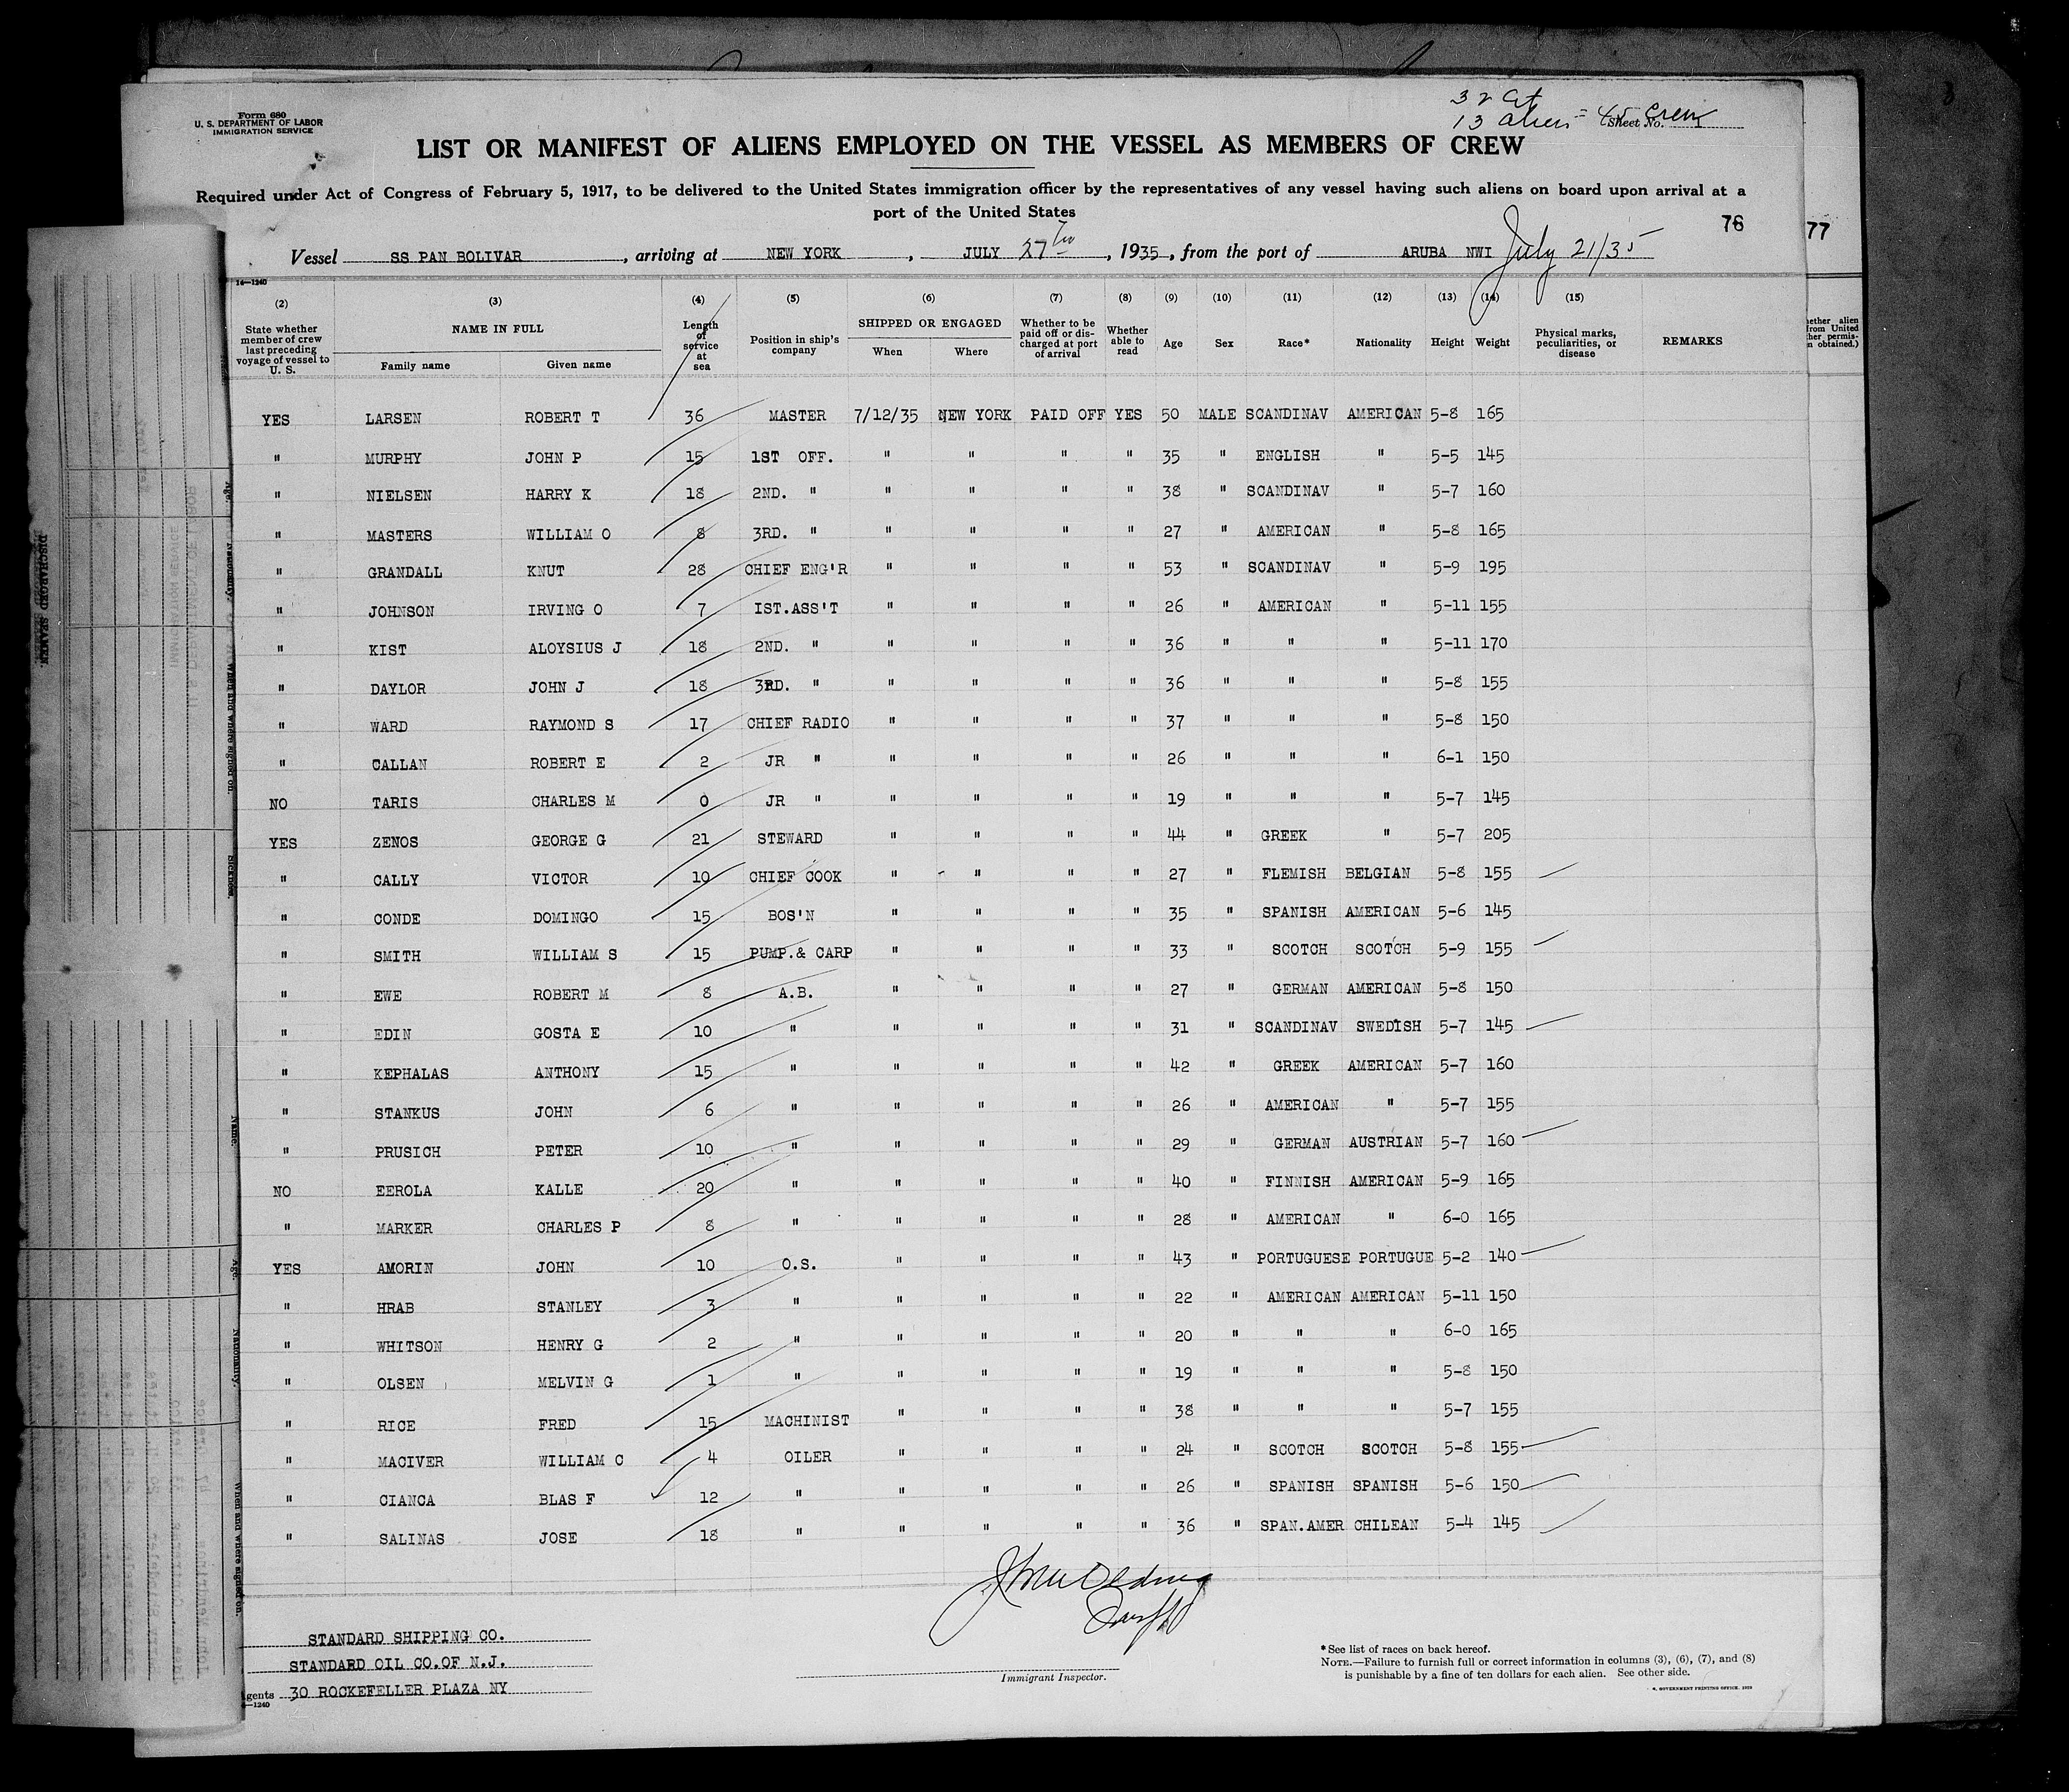 Form 680
U. S. DEPARTMENT OF LABOR
IMMIGRATION SERVICE
32 Cit
13 alien = 45 Crew
Sheet No.
LIST OR MANIFEST OF ALIENS EMPLOYED ON THE VESSEL AS MEMBERS OF CREW
Required under Act of Congress of February 5, 1917, to be delivered to the United States immigration officer by the representatives of any vessel having such aliens on board upon arrival at a
port of the United States
76
77
Vessel SS PAN BOLIVAR, arriving at NEW YORK, JULY 27th, 1935, from the port of ARUBA NWI July 21/35
14—1240
(2) (3) (4) (5) (6) (7) (8) (9) (10) (11) (12) (13) (14) (15)
State whether member of crew last preceding voyage of vessel to U. S. NAME IN FULL Family name Given name Length of service at sea Position in ship's company SHIPPED OR ENGAGED When Where Whether to be paid off or discharged at port of arrival Whether able to read Age Sex Race* Nationality Height Weight Physical marks, peculiarities, or disease REMARKS
YES LARSEN ROBERT T 36 MASTER 7/12/35 NEW YORK PAID OFF YES 50 MALE SCANDINAV AMERICAN 5-8 165
" MURPHY JOHN P 15 1ST OFF. " " " " 35 " ENGLISH " 5-5 145
" NIELSEN HARRY K 18 2ND. " " " " " 38 " SCANDINAV " 5-7 160
" MASTERS WILLIAM O 8 3RD. " " " " " 27 " AMERICAN " 5-8 165
" GRANDALL KNUT 28 CHIEF ENG'R " " " " 53 " SCANDINAV " 5-9 195
" JOHNSON IRVING O 7 IST.ASS'T " " " " 26 " AMERICAN " 5-11 155
" KIST ALOYSIUS J 18 2ND. " " " " " 36 " " " 5-11 170
" DAYLOR JOHN J 18 3RD. " " " " " 36 " " " 5-8 155
" WARD RAYMOND S 17 CHIEF RADIO " " " " 37 " " " 5-8 150
" CALLAN ROBERT E 2 JR " " " " " 26 " " " 6-1 150
NO TARIS CHARLES M 0 JR " " " " " 19 " " " 5-7 145
YES ZENOS GEORGE G 21 STEWARD " " " " 44 " GREEK " 5-7 205
" CALLY VICTOR 10 CHIEF COOK " " " " 27 " FLEMISH BELGIAN 5-8 155
" CONDE DOMINGO 15 BOS'N " " " " 35 " SPANISH AMERICAN 5-6 145
" SMITH WILLIAM S 15 PUMP.& CARP " " " " 33 " SCOTCH SCOTCH 5-9 155
" EWE ROBERT M 8 A.B. " " " " 27 " GERMAN AMERICAN 5-8 150
" EDIN GOSTA E 10 " " " " " 31 " SCANDINAV SWEDISH 5-7 145
" KEPHALAS ANTHONY 15 " " " " " 42 " GREEK AMERICAN 5-7 160
" STANKUS JOHN 6 " " " " " 26 " AMERICAN " 5-7 155
" PRUSICH PETER 10 " " " " " 29 " GERMAN AUSTRIAN 5-7 160
NO EEROLA KALLE 20 " " " " " 40 " FINNISH AMERICAN 5-9 165
" MARKER CHARLES P 8 " " " " " 28 " AMERICAN " 6-0 165
YES AMORIN JOHN 10 O.S. " " " " 43 " PORTUGUESE PORTUGUE 5-2 140
" HRAB STANLEY 3 " " " " " 22 " AMERICAN AMERICAN 5-11 150
" WHITSON HENRY G 2 " " " " " 20 " " " 6-0 165
" OLSEN MELVIN G 1 " " " " " 19 " " " 5-8 150
" RICE FRED 15 MACHINIST " " " " 38 " " " 5-7 155
" MACIVER WILLIAM C 4 OILER " " " " 24 " SCOTCH SCOTCH 5-8 155
" CIANCA BLAS F 12 " " " " " 26 " SPANISH SPANISH 5-6 150
" SALINAS JOSE 18 " " " " " 36 " SPAN.AMER CHILEAN 5-4 145
STANDARD SHIPPING CO.
STANDARD OIL CO.OF N.J.
gents 30 ROCKEFELLER PLAZA NY
—1240
Immigrant Inspector.
*See list of races on back hereof.
NOTE.—Failure to furnish full or correct information in columns (3), (6), (7), and (8)
is punishable by a fine of ten dollars for each alien. See other side.
DISCHARGED SEAMEN.